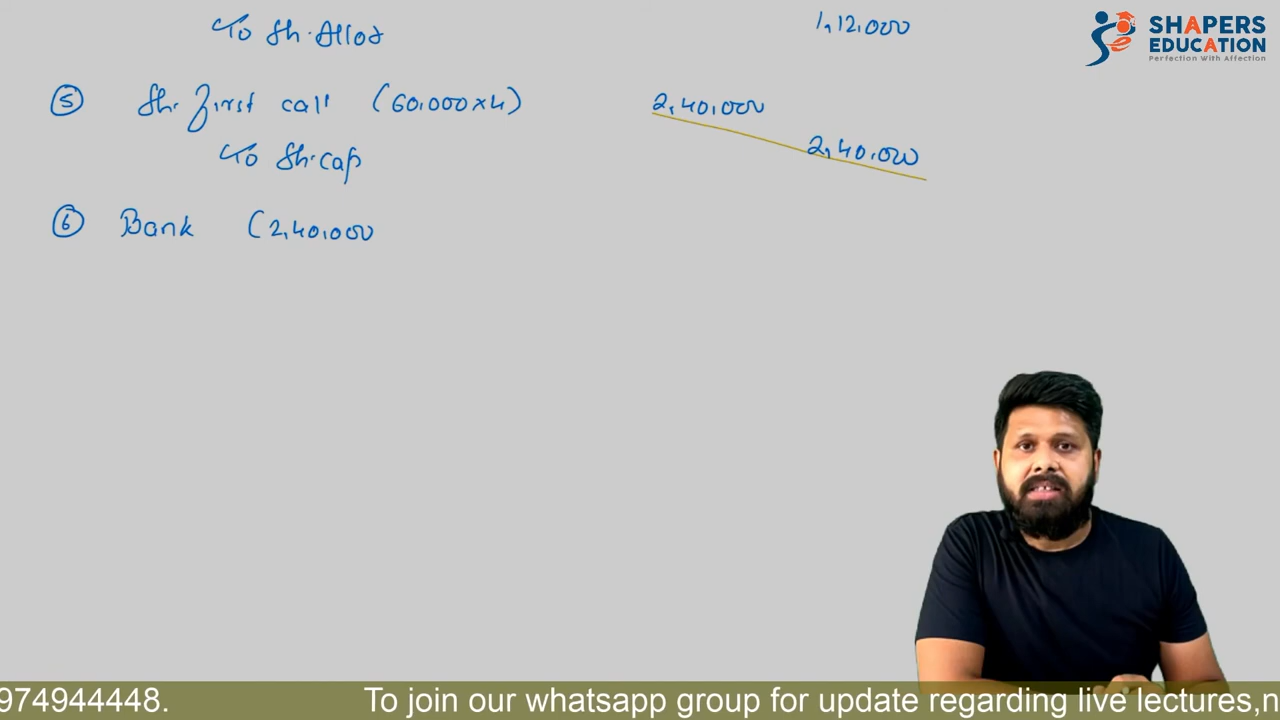 To Sh. Allot 1,12,000
SHAPERS
EDUCATION
Perfection With Affection
⑤ Sh. First call (60,000×4) 2,40,000
To Sh. cap 2,40,000
⑥ Bank (2,40,000
974944448. To join our whatsapp group for update regarding live lectures,n